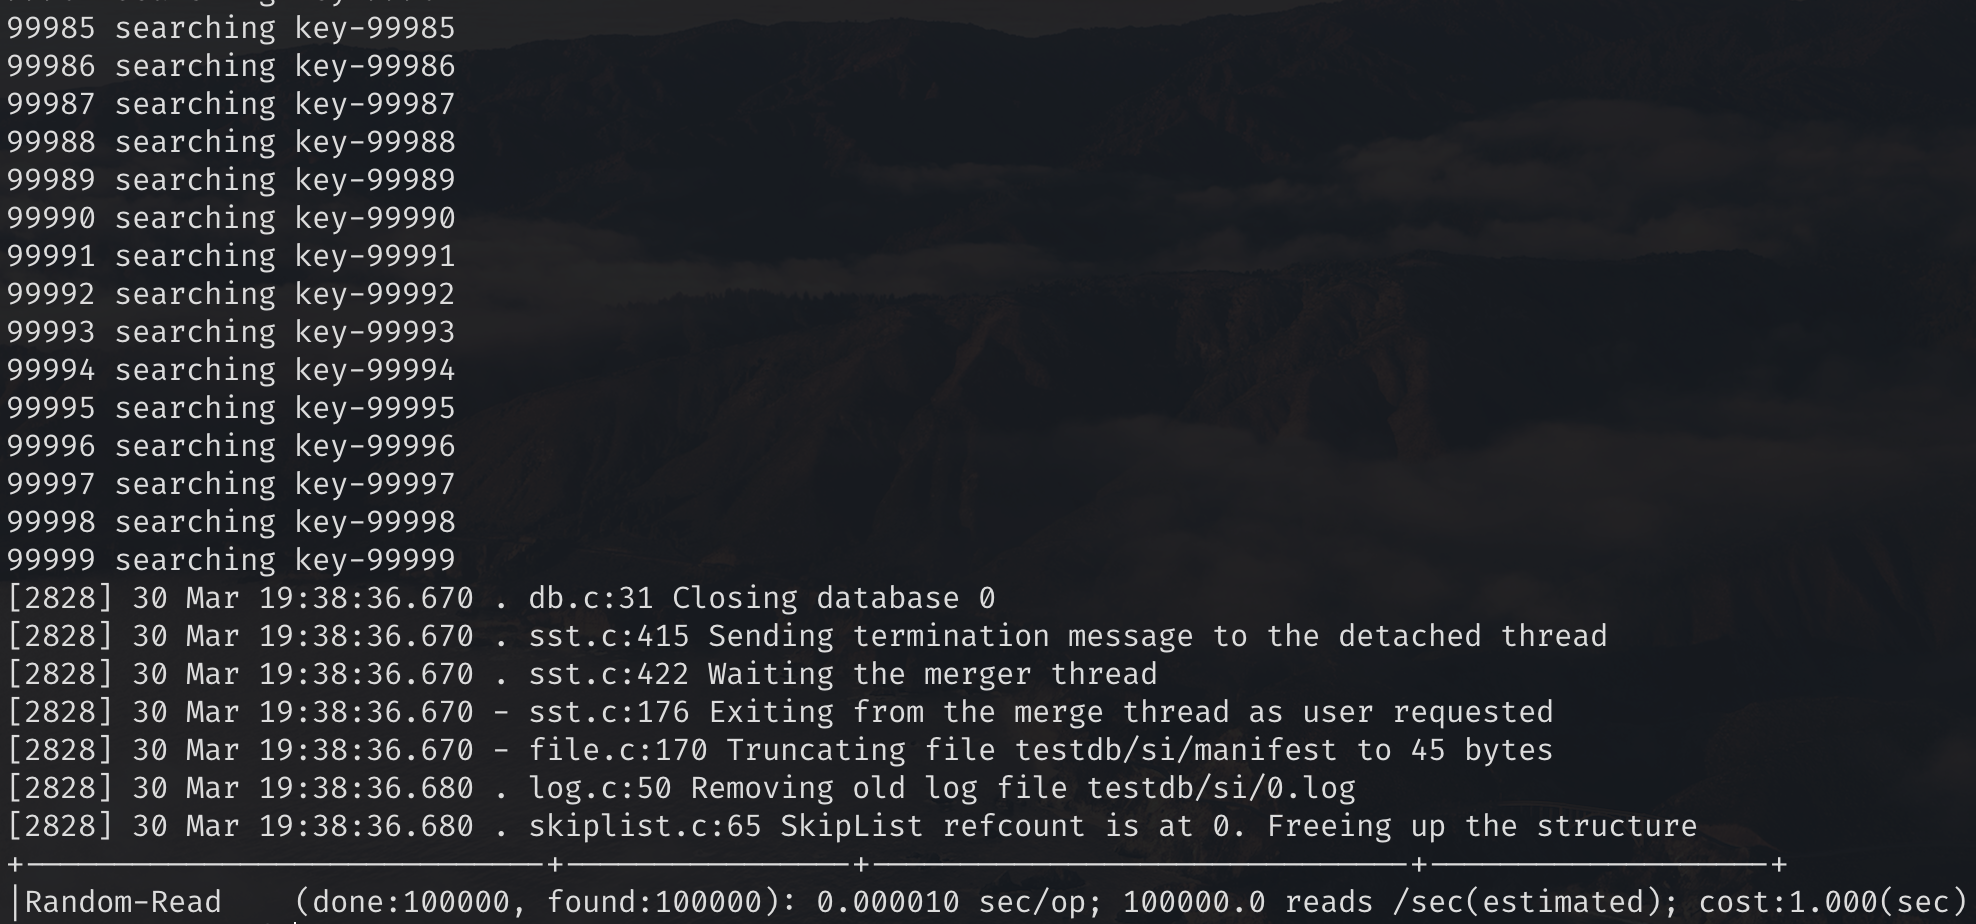 99985 searching key-99985
99986 searching key-99986
99987 searching key-99987
99988 searching key-99988
99989 searching key-99989
99990 searching key-99990
99991 searching key-99991
99992 searching key-99992
99993 searching key-99993
99994 searching key-99994
99995 searching key-99995
99996 searching key-99996
99997 searching key-99997
99998 searching key-99998
99999 searching key-99999
[2828] 30 Mar 19:38:36.670 . db.c:31 Closing database 0
[2828] 30 Mar 19:38:36.670 . sst.c:415 Sending termination message to the detached thread
[2828] 30 Mar 19:38:36.670 . sst.c:422 Waiting the merger thread
[2828] 30 Mar 19:38:36.670 - sst.c:176 Exiting from the merge thread as user requested
[2828] 30 Mar 19:38:36.670 - file.c:170 Truncating file testdb/si/manifest to 45 bytes
[2828] 30 Mar 19:38:36.680 . log.c:50 Removing old log file testdb/si/0.log
[2828] 30 Mar 19:38:36.680 . skiplist.c:65 SkipList refcount is at 0. Freeing up the structure
+-----------------------------+----------------+------------------------------+-------------------+
|Random-Read    (done:100000, found:100000): 0.000010 sec/op; 100000.0 reads /sec(estimated); cost:1.000(sec)